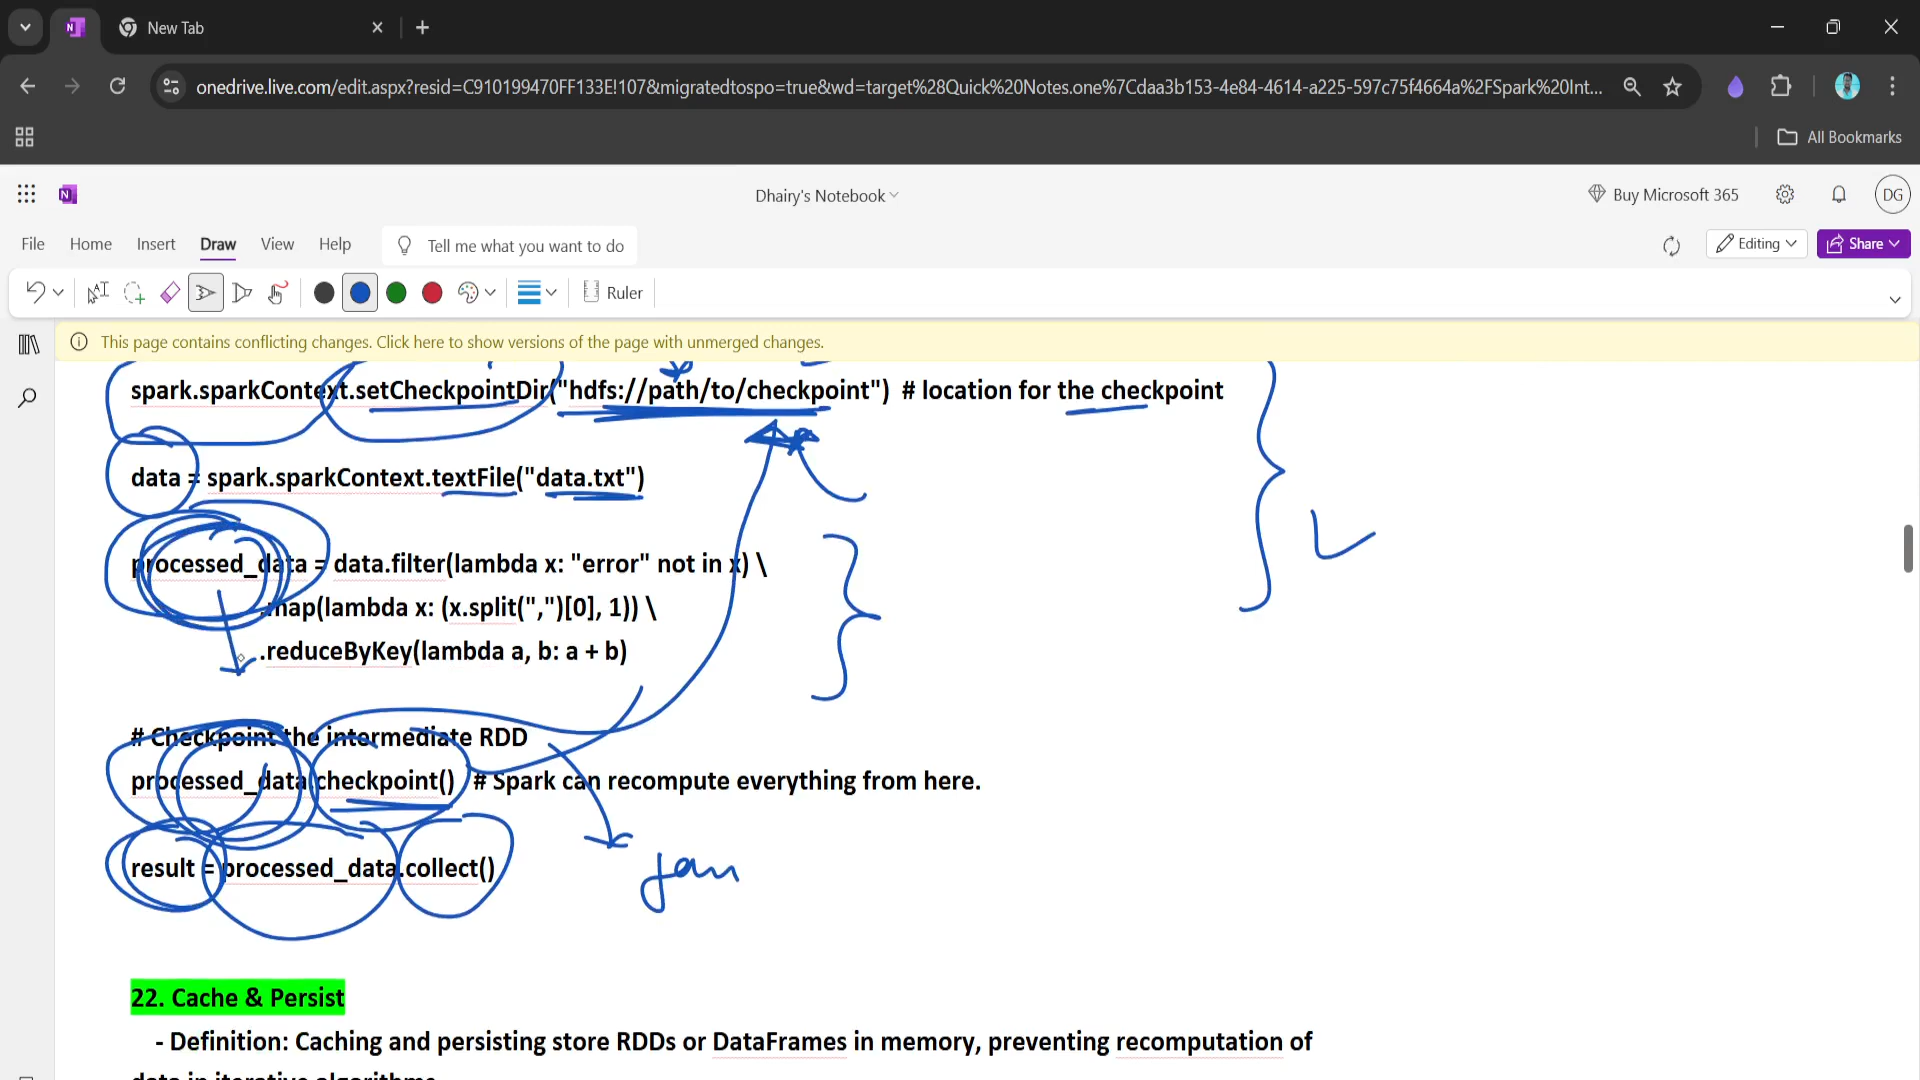 New Tab
onedrive.live.com/edit.aspx?resid=C910199470FF133E!107&migratedtospo=true&wd=target%28Quick%20Notes.one%7Cdaa3b153-4e84-4614-a225-597c75f4664a%2FSpark%20Int...
All Bookmarks
N Dhairy's Notebook Buy Microsoft 365 DG
File Home Insert Draw View Help Tell me what you want to do Editing Share
Ruler
This page contains conflicting changes. Click here to show versions of the page with unmerged changes.
spark.sparkContext.setCheckpointDir("hdfs://path/to/checkpoint") # location for the checkpoint
data = spark.sparkContext.textFile("data.txt")
processed_data = data.filter(lambda x: "error" not in x) \
.map(lambda x: (x.split(",")[0], 1)) \
.reduceByKey(lambda a, b: a + b)
# Checkpoint the intermediate RDD
processed_data.checkpoint() # Spark can recompute everything from here.
result = processed_data.collect()
22. Cache & Persist
- Definition: Caching and persisting store RDDs or DataFrames in memory, preventing recomputation of
data in iterative algorithms.